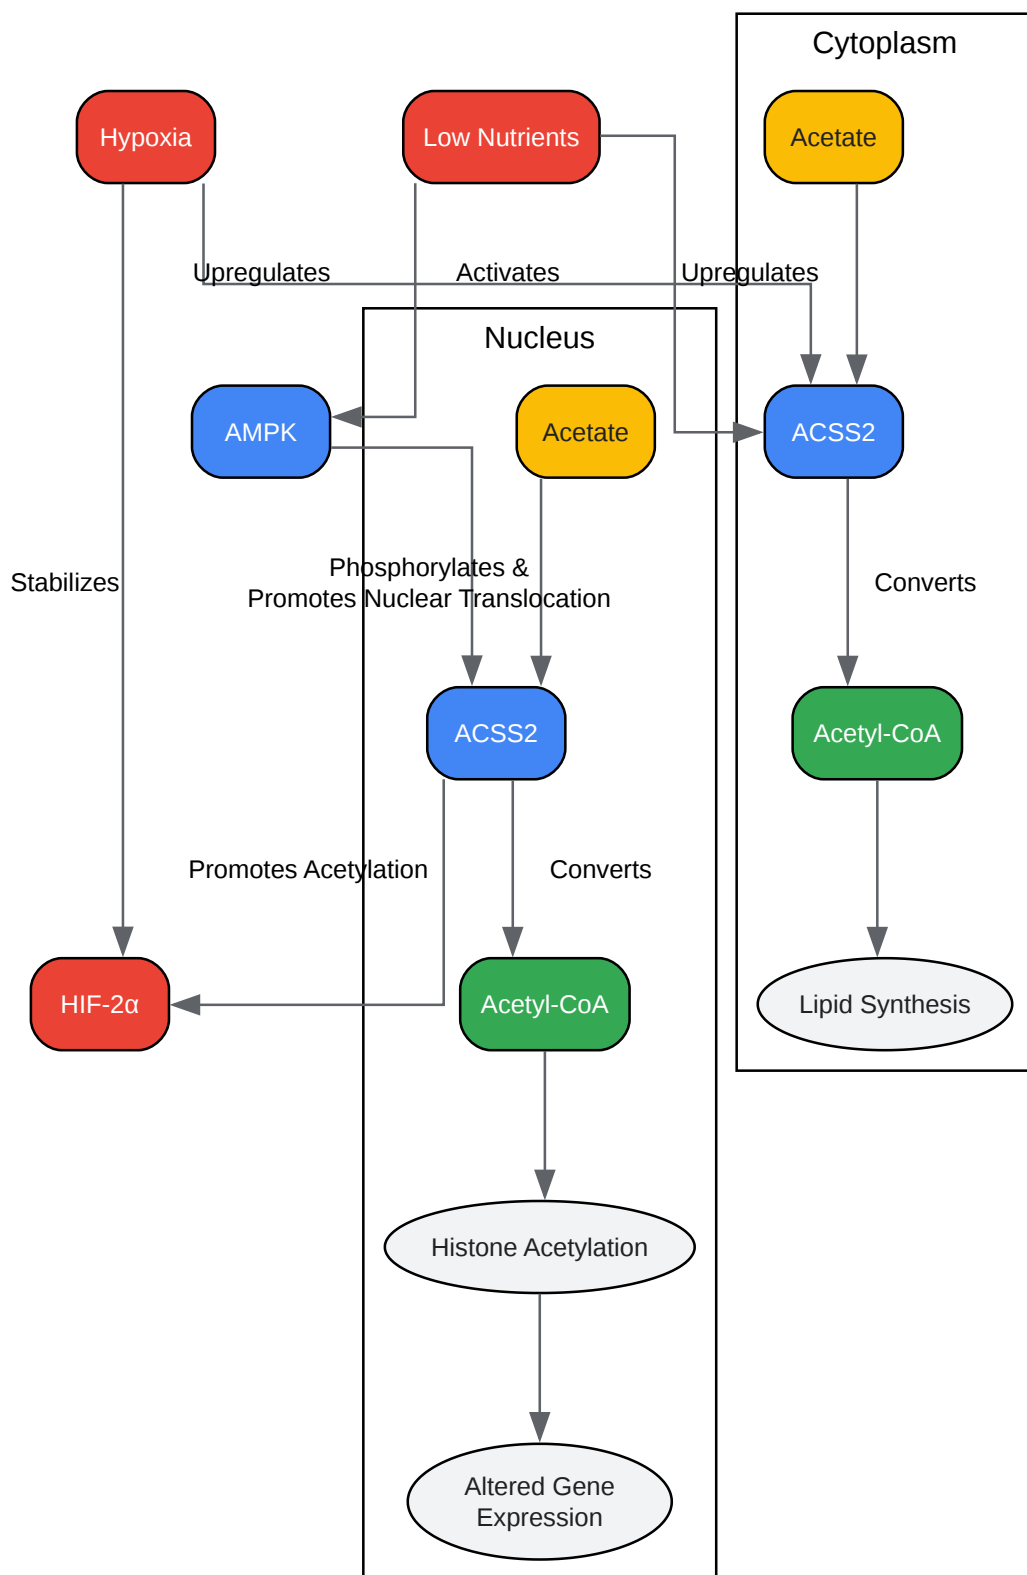 Cytoplasm
Hypoxia
Low Nutrients
Acetate
Upregulates
Activates
Upregulates
Nucleus
AMPK
Acetate
ACSS2
Stabilizes
Phosphorylates &
Promotes Nuclear Translocation
Converts
ACSS2
Acetyl-CoA
Promotes Acetylation
Converts
HIF-2α
Acetyl-CoA
Lipid Synthesis
Histone Acetylation
Altered Gene
Expression